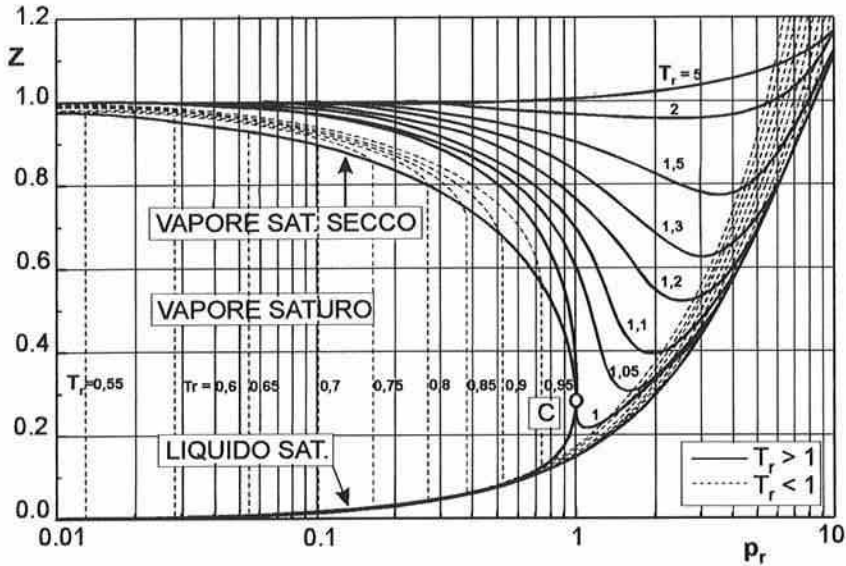 1.2
Z
1.0
0.8
0.6
0.4
0.2
0.0
T_r = 5
2
1,5
1,3
1,2
1,1
1,05
1
VAPORE SAT. SECCO
VAPORE SATURO
T_r=0,55
Tr = 0,6
0.65
0,7
0,75
0,8
0,85
0,9
0,95
C
LIQUIDO SAT.
T_r > 1
T_r < 1
0.01
0.1
1
10
p_r